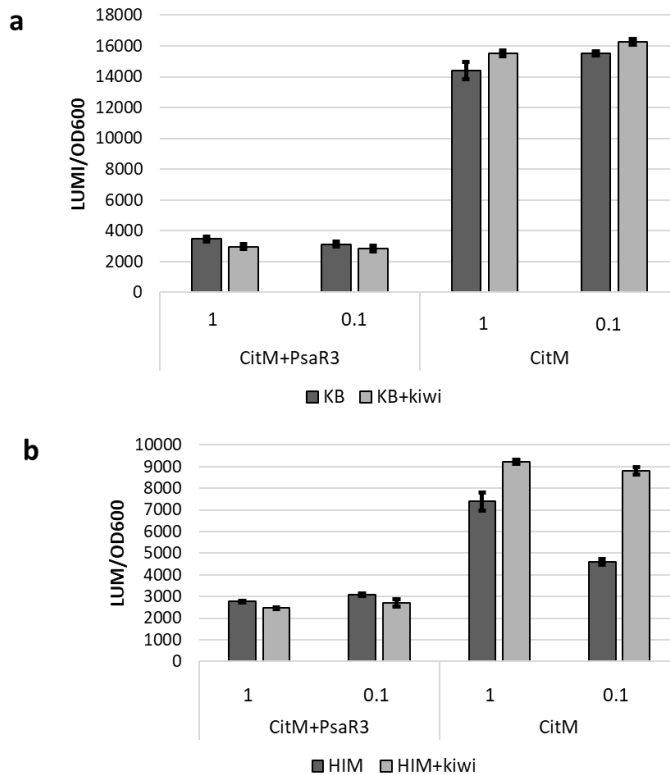 a
18000
16000
14000
12000
10000
8000
6000
4000
2000
0
LUMI/OD600
1 0.1 1 0.1
CitM+PsaR3 CitM
KB KB+kiwi
b
10000
9000
8000
7000
6000
5000
4000
3000
2000
1000
0
LUM/OD600
1 0.1 1 0.1
CitM+PsaR3 CitM
HIM HIM+kiwi